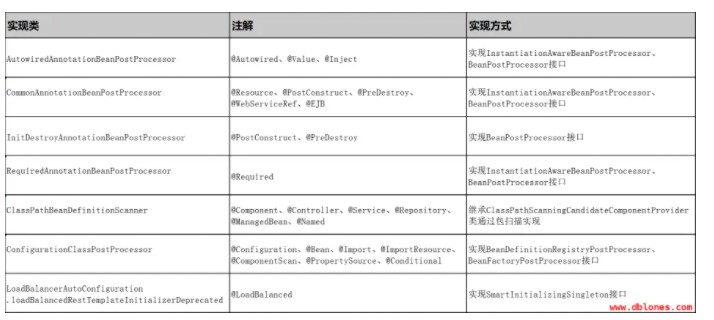 实现类 注解 实现方式
AutowiredAnnotationBeanPostProcessor @Autowired、@Value、@Inject 实现InstantiationAwareBeanPostProcessor、
BeanPostProcessor接口
CommonAnnotationBeanPostProcessor @Resource、@PostConstruct、@PreDestroy、 实现InstantiationAwareBeanPostProcessor、
@WebServiceRef、@EJB BeanPostProcessor接口
InitDestroyAnnotationBeanPostProcessor @PostConstruct、@PreDestroy 实现BeanPostProcessor接口
RequiredAnnotationBeanPostProcessor @Required 实现InstantiationAwareBeanPostProcessor、
BeanPostProcessor接口
ClassPathBeanDefinitionScanner @Component、@Controller、@Service、@Repository、 继承ClassPathScanningCandidateComponentProvider
@ManagedBean、@Named 类通过包扫描实现
ConfigurationClassPostProcessor @Configuration、@Bean、@Import、@ImportResource、 实现BeanDefinitionRegistryPostProcessor、
@ComponentScan、@PropertySource、@Conditional BeanFactoryPostProcessor接口
LoadBalancerAutoConfiguration
.loadBalancedRestTemplateInitializerDeprecated @LoadBalanced 实现SmartInitializingSingleton接口
www.dblones.com